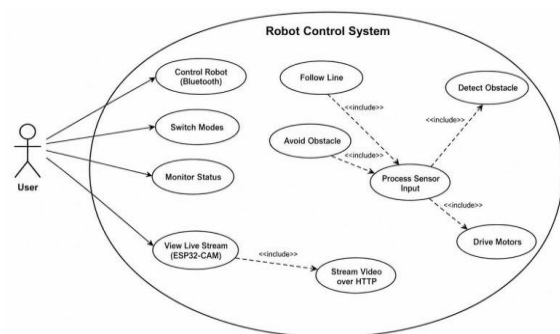 Robot Control System
Control Robot
(Bluetooth)
Follow Line
Detect Obstacle
<<include>>
<<include>>
Switch Modes
Avoid Obstacle
<<include>>
User
Monitor Status
Process Sensor
Input
<<include>>
View Live Stream
(ESP32-CAM)
<<include>>
Stream Video
over HTTP
Drive Motors